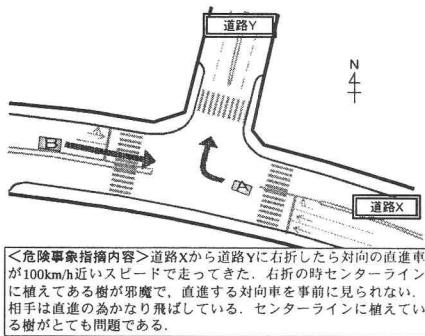 道路Y
N
B
A
道路X
＜危険事象指摘内容＞道路Xから道路Yに右折したら対向の直進車
が100km/h近いスピードで走ってきた．右折の時センターライン
に植えてある樹が邪魔で，直進する対向車を事前に見られない．
相手は直進の為かなり飛ばしている．センターラインに植えてい
る樹がとても問題である．